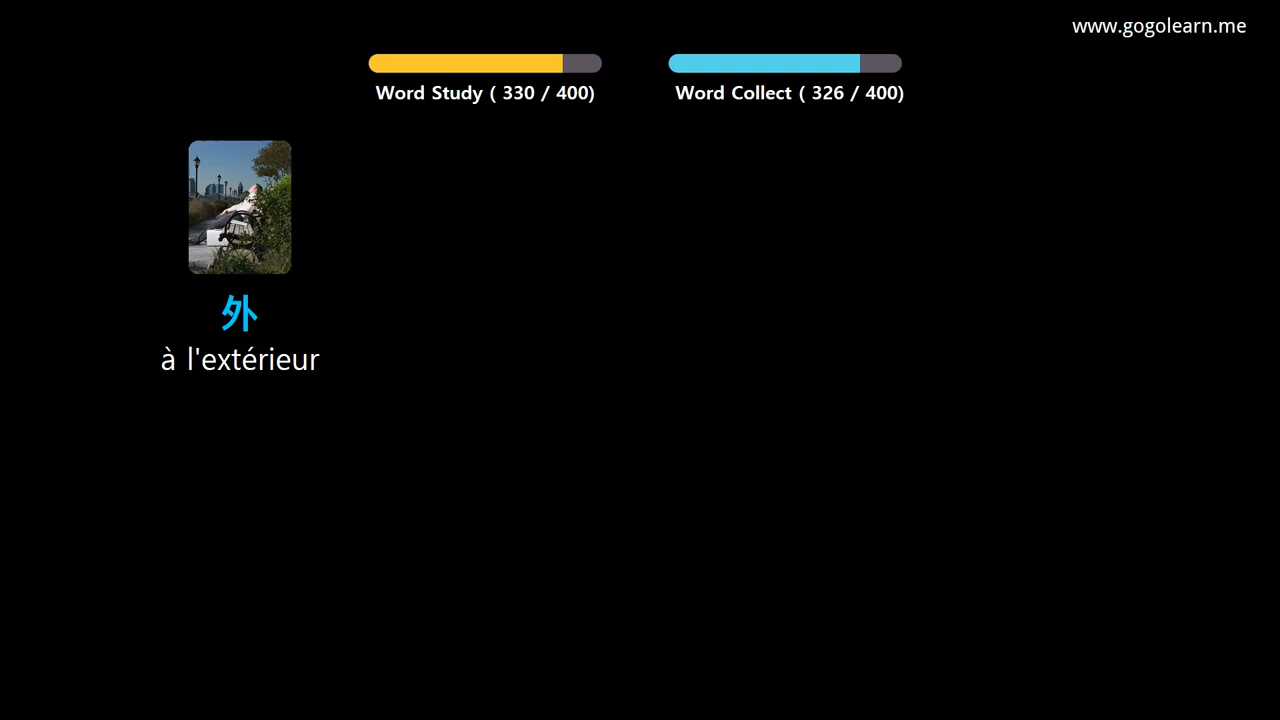 www.gogolearn.me
Word Study ( 330 / 400)
Word Collect ( 326 / 400)
外
à l'extérieur